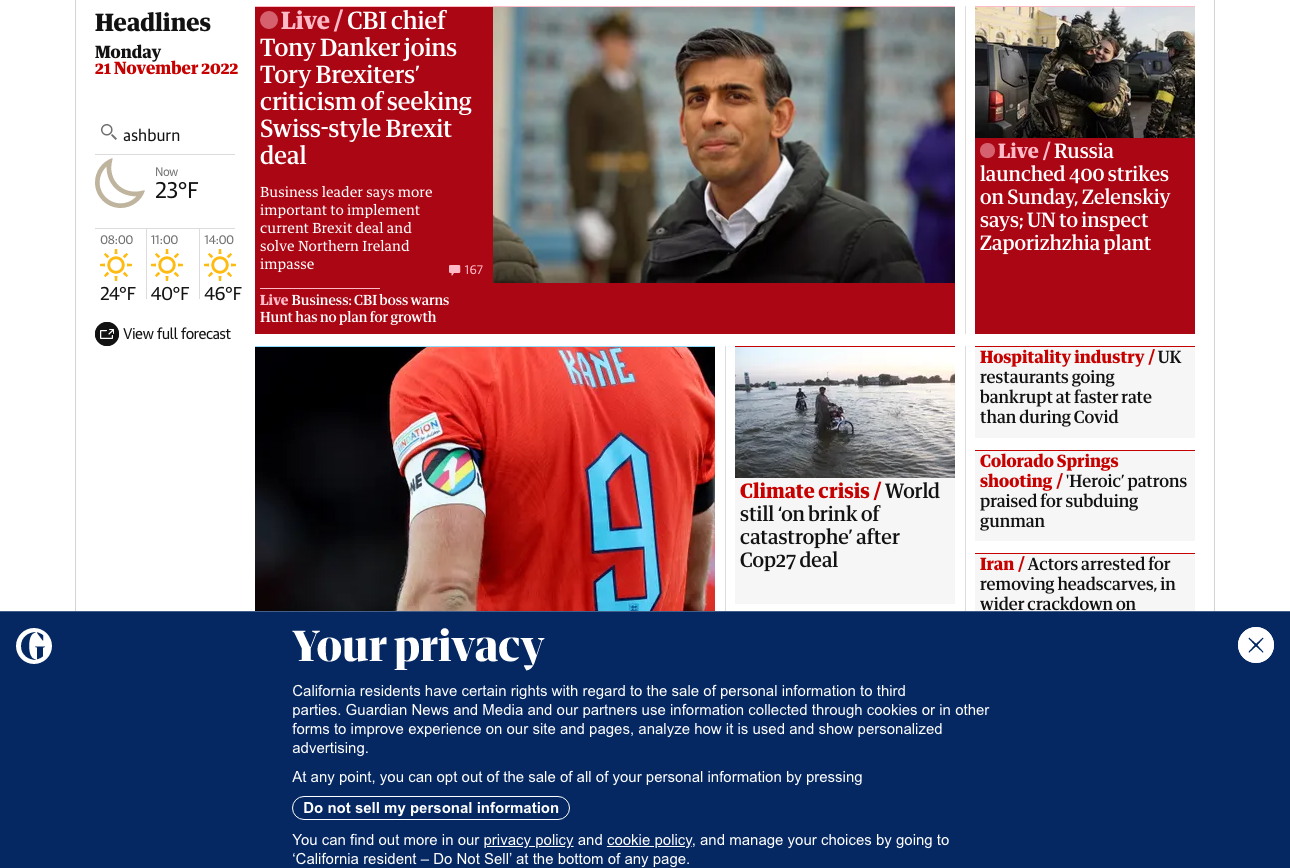 Headlines
Monday
21 November 2022
ashburn
Now
23°F
08:00
24°F
11:00
40°F
14:00
46°F
View full forecast
Live / CBI chief
Tony Danker joins
Tory Brexiters’
criticism of seeking
Swiss-style Brexit
deal
Business leader says more
important to implement
current Brexit deal and
solve Northern Ireland
impasse
167
Live Business: CBI boss warns
Hunt has no plan for growth
Live / Russia
launched 400 strikes
on Sunday, Zelenskiy
says; UN to inspect
Zaporizhzhia plant
KANE
9
1
Climate crisis / World
still ‘on brink of
catastrophe’ after
Cop27 deal
Hospitality industry / UK
restaurants going
bankrupt at faster rate
than during Covid
Colorado Springs
shooting / 'Heroic’ patrons
praised for subduing
gunman
Iran / Actors arrested for
removing headscarves, in
wider crackdown on
G
Your privacy
California residents have certain rights with regard to the sale of personal information to third
parties. Guardian News and Media and our partners use information collected through cookies or in other
forms to improve experience on our site and pages, analyze how it is used and show personalized
advertising.
At any point, you can opt out of the sale of all of your personal information by pressing
Do not sell my personal information
You can find out more in our privacy policy and cookie policy, and manage your choices by going to
‘California resident – Do Not Sell’ at the bottom of any page.